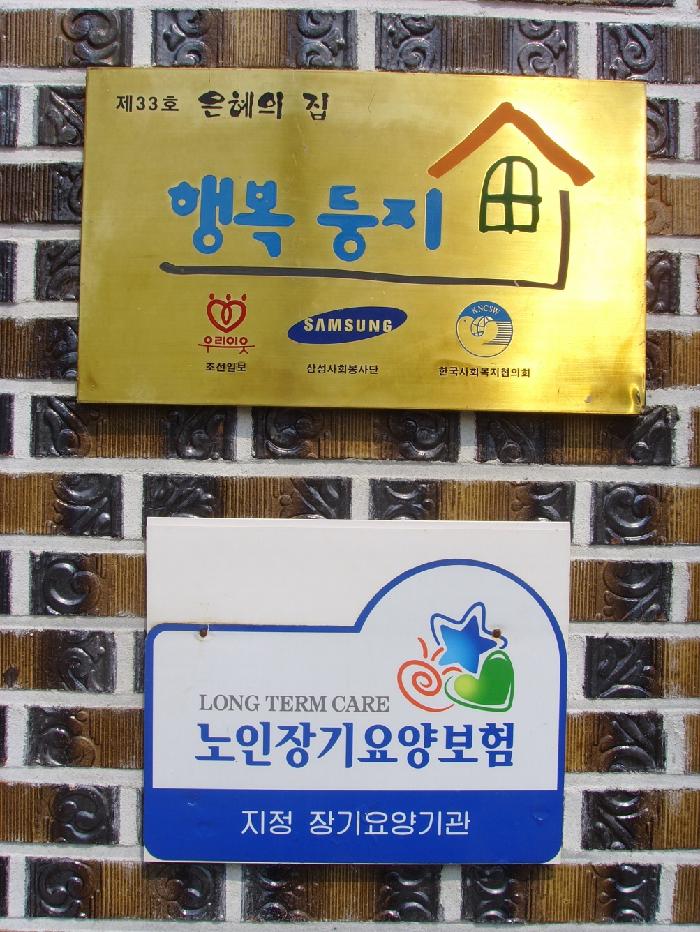 제33호 은혜의 집
행복 둥지
우리이웃 SAMSUNG KNCSW
조선일보 삼성사회봉사단 한국사회복지협의회
LONG TERM CARE
노인장기요양보험
지정 장기요양기관